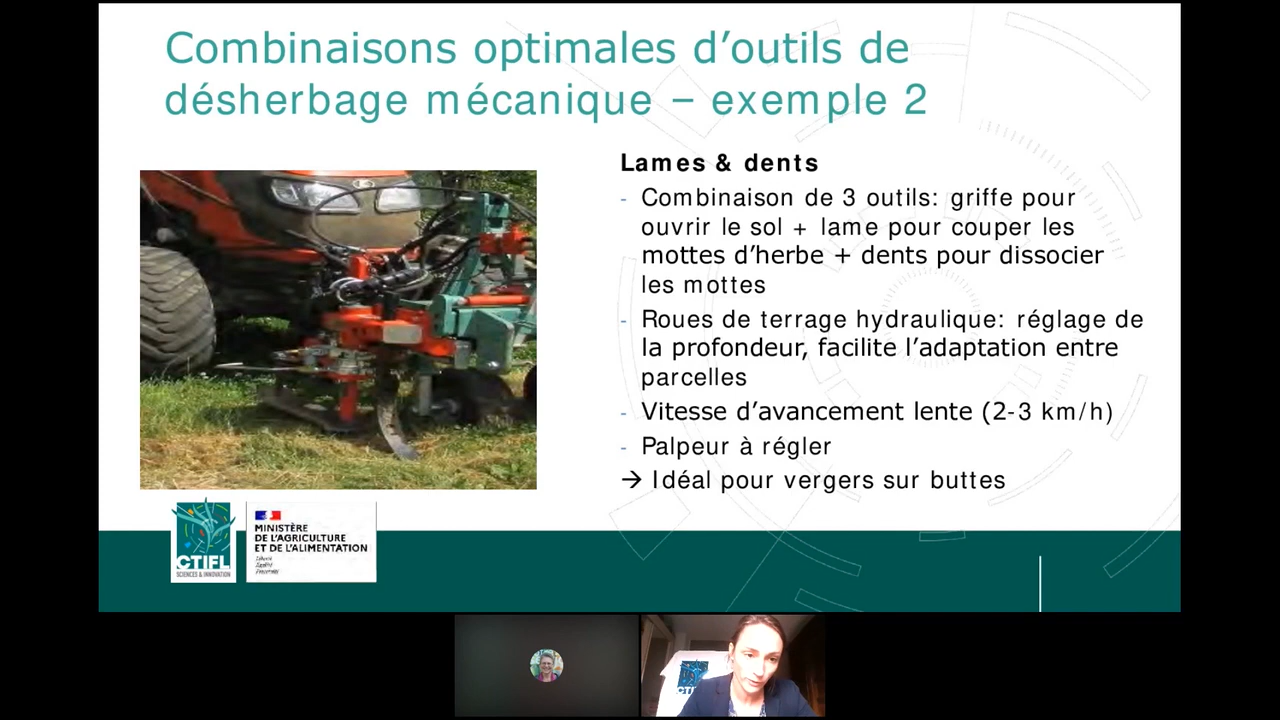 Combinaisons optimales d’outils de
désherbage mécanique – exemple 2
Lames & dents
- Combinaison de 3 outils: griffe pour
ouvrir le sol + lame pour couper les
mottes d’herbe + dents pour dissocier
les mottes
- Roues de terrage hydraulique: réglage de
la profondeur, facilite l’adaptation entre
parcelles
- Vitesse d’avancement lente (2-3 km/h)
- Palpeur à régler
→ Idéal pour vergers sur buttes
CTIFL
SCIENCES & INNOVATION
MINISTÈRE
DE L’AGRICULTURE
ET DE L’ALIMENTATION
Liberté
Égalité
Fraternité